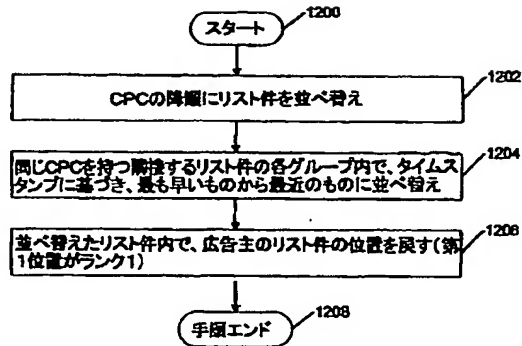 1200
スタート
1202
CPCの降順にリスト件を並べ替え
1204
同じCPCを持つ隣接するリスト件の各グループ内で、タイムス
タンプに基づき、最も早いものから最近のものに並べ替え
1206
並べ替えたリスト件内で、広告主のリスト件の位置を戻す(第
1位置がランク1)
1208
手順エンド